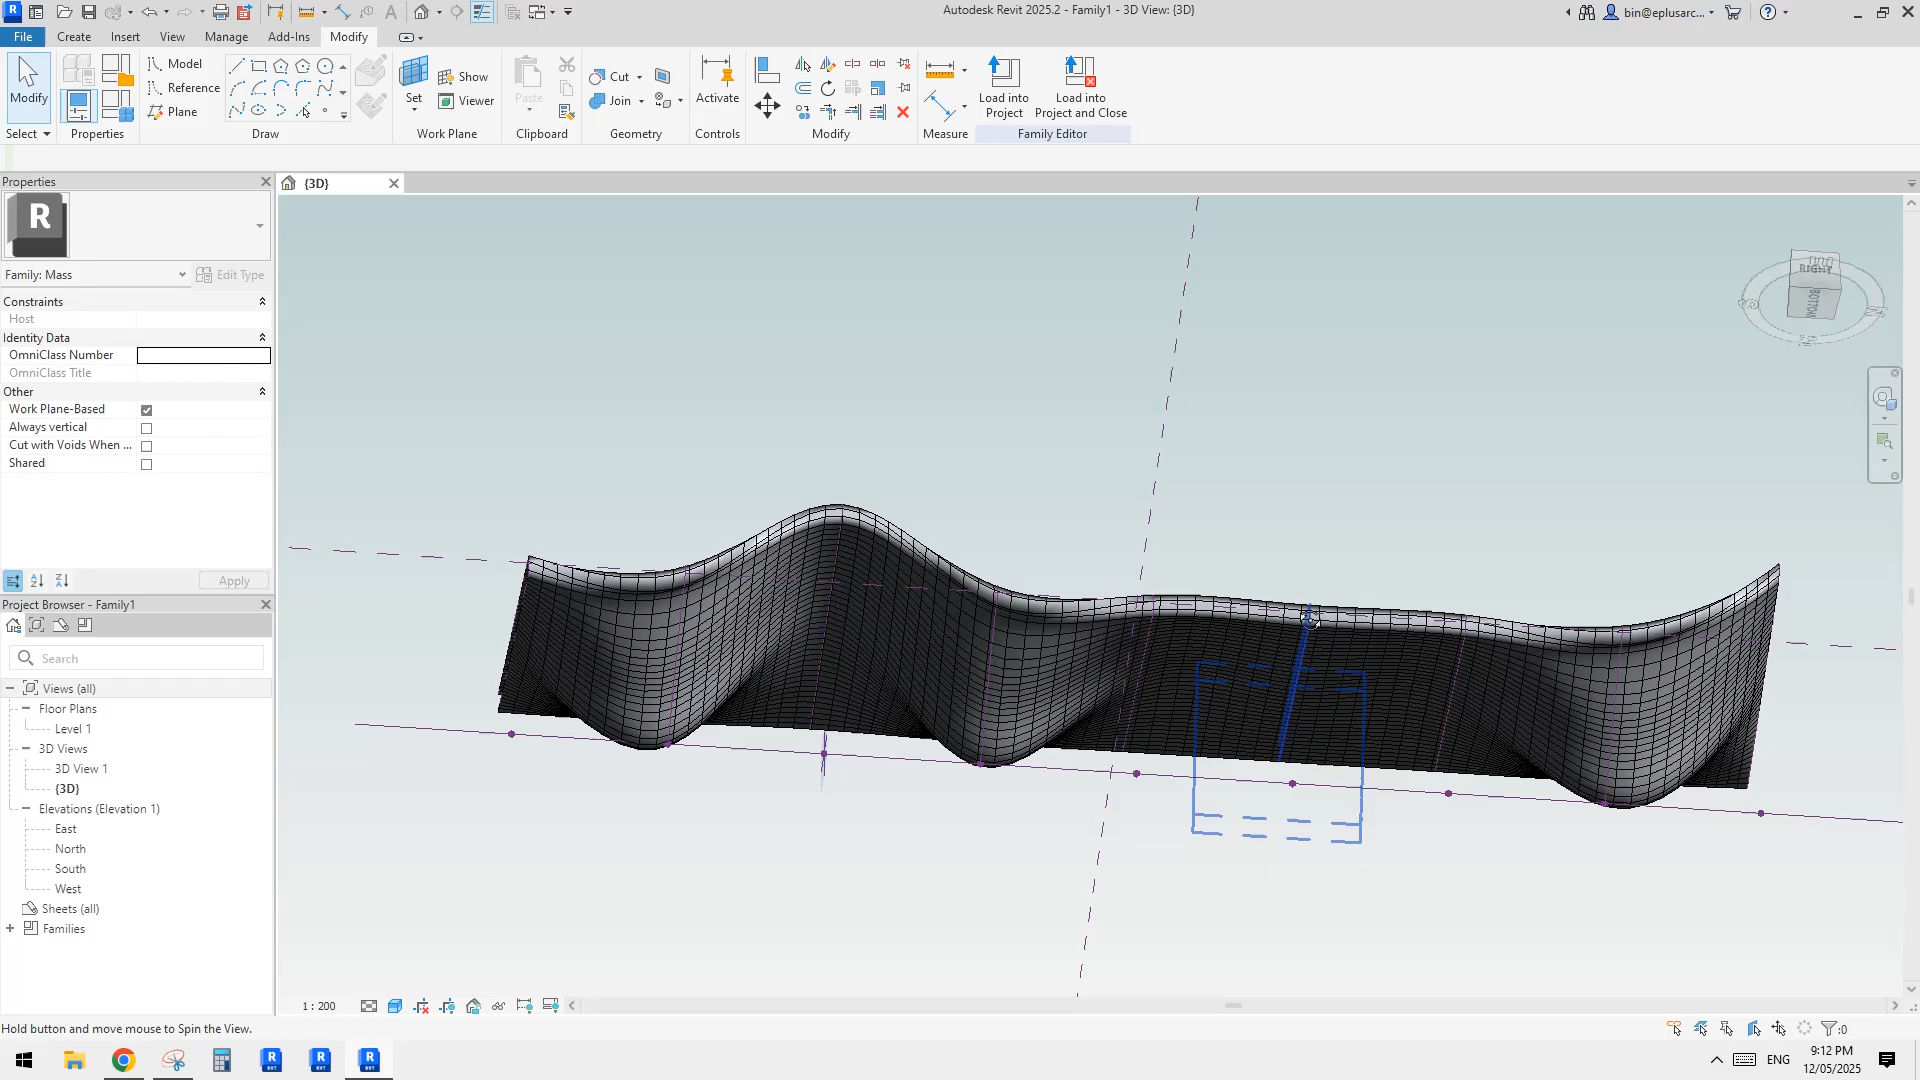 Autodesk Revit 2025.2 - Family1 - 3D View: {3D}
bin@eplusarc...
File
Create
Insert
View
Manage
Add-Ins
Modify
Modify
Model
Reference
Plane
Set
Show
Viewer
Paste
Cut
Join
Activate
Load into
Project
Load into
Project and Close
Select
Properties
Draw
Work Plane
Clipboard
Geometry
Controls
Modify
Measure
Family Editor
Properties
{3D}
R
Family: Mass
Edit Type
Constraints
Host
Identity Data
OmniClass Number
OmniClass Title
Other
Work Plane-Based
Always vertical
Cut with Voids When ...
Shared
Apply
Project Browser - Family1
Search
Views (all)
Floor Plans
Level 1
3D Views
3D View 1
{3D}
Elevations (Elevation 1)
East
North
South
West
Sheets (all)
Families
RIGHT
BOTTOM
1 : 200
Hold button and move mouse to Spin the View.
:0
ENG
9:12 PM
12/05/2025